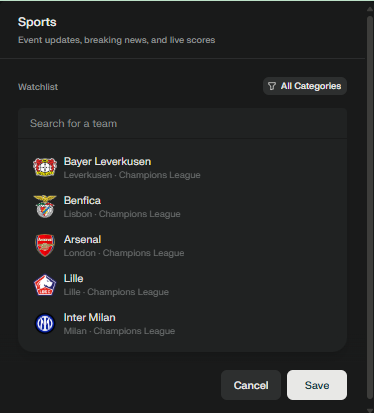 Sports
Event updates, breaking news, and live scores
Watchlist
All Categories
Search for a team
Bayer Leverkusen
Leverkusen · Champions League
Benfica
Lisbon · Champions League
Arsenal
London · Champions League
Lille
Lille · Champions League
Inter Milan
Milan · Champions League
Cancel
Save